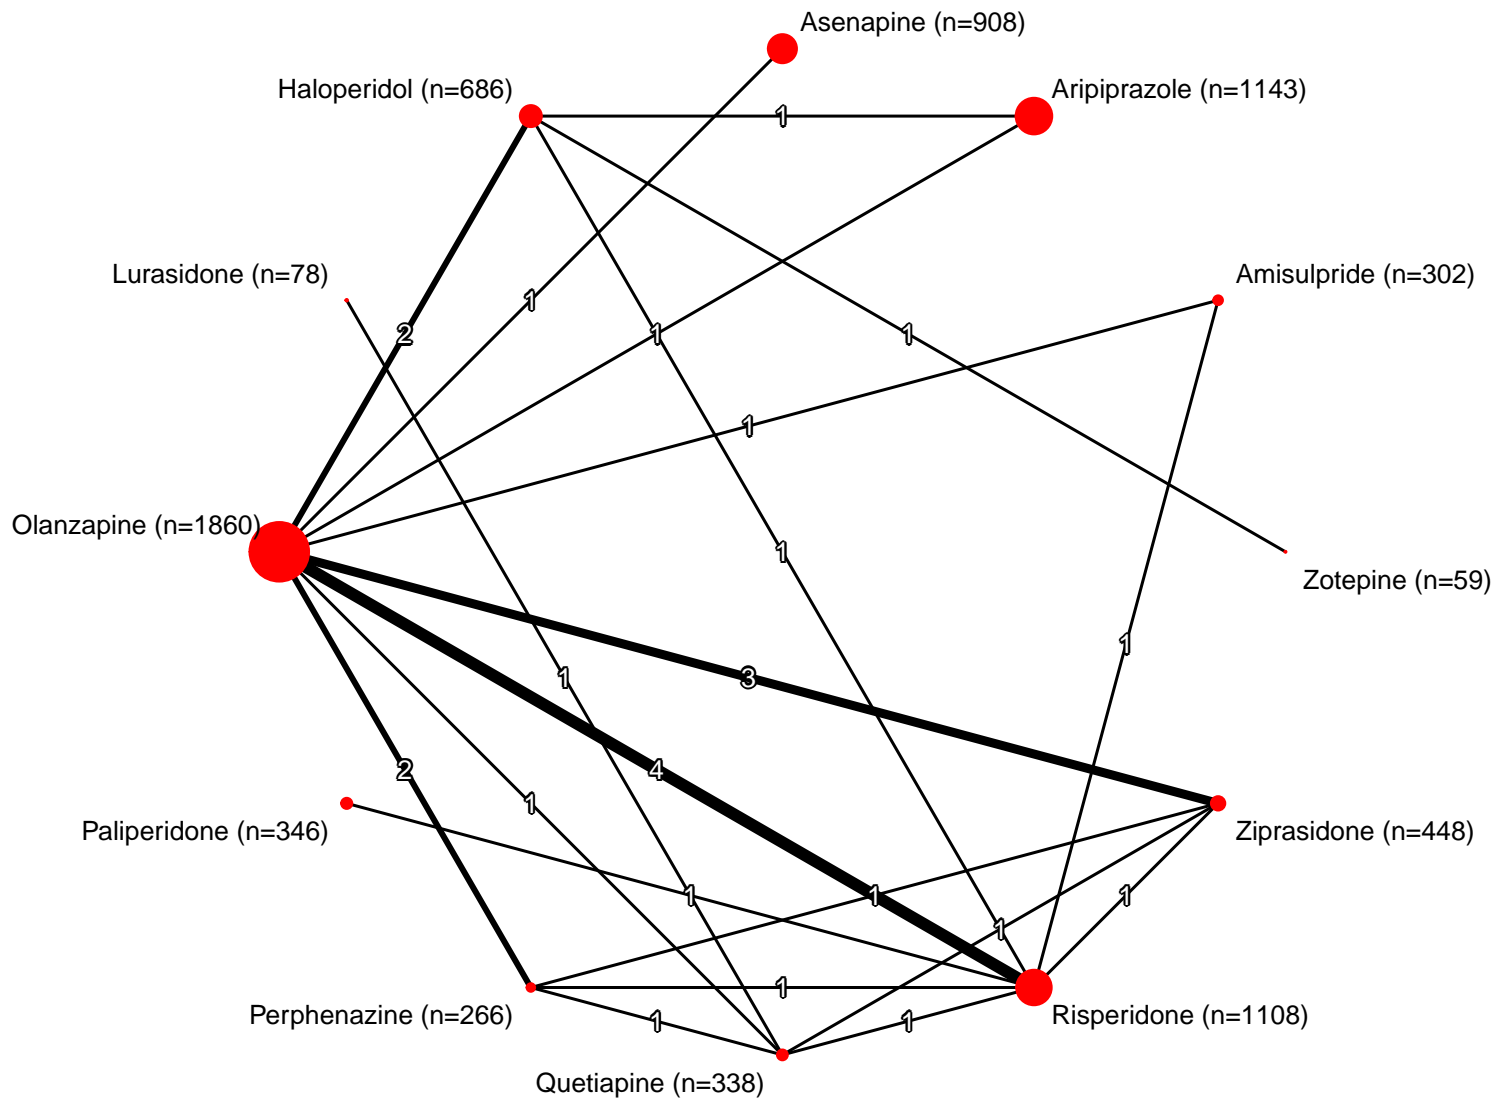 Asenapine (n=908)
Haloperidol (n=686)
Aripiprazole (n=1143)
1
Lurasidone (n=78)
Amisulpride (n=302)
1
2
1
1
1
Olanzapine (n=1860)
1
Zotepine (n=59)
1
1
3
2
4
1
Paliperidone (n=346)
Ziprasidone (n=448)
1
1
1
1
Perphenazine (n=266)
1
Risperidone (n=1108)
1
1
Quetiapine (n=338)